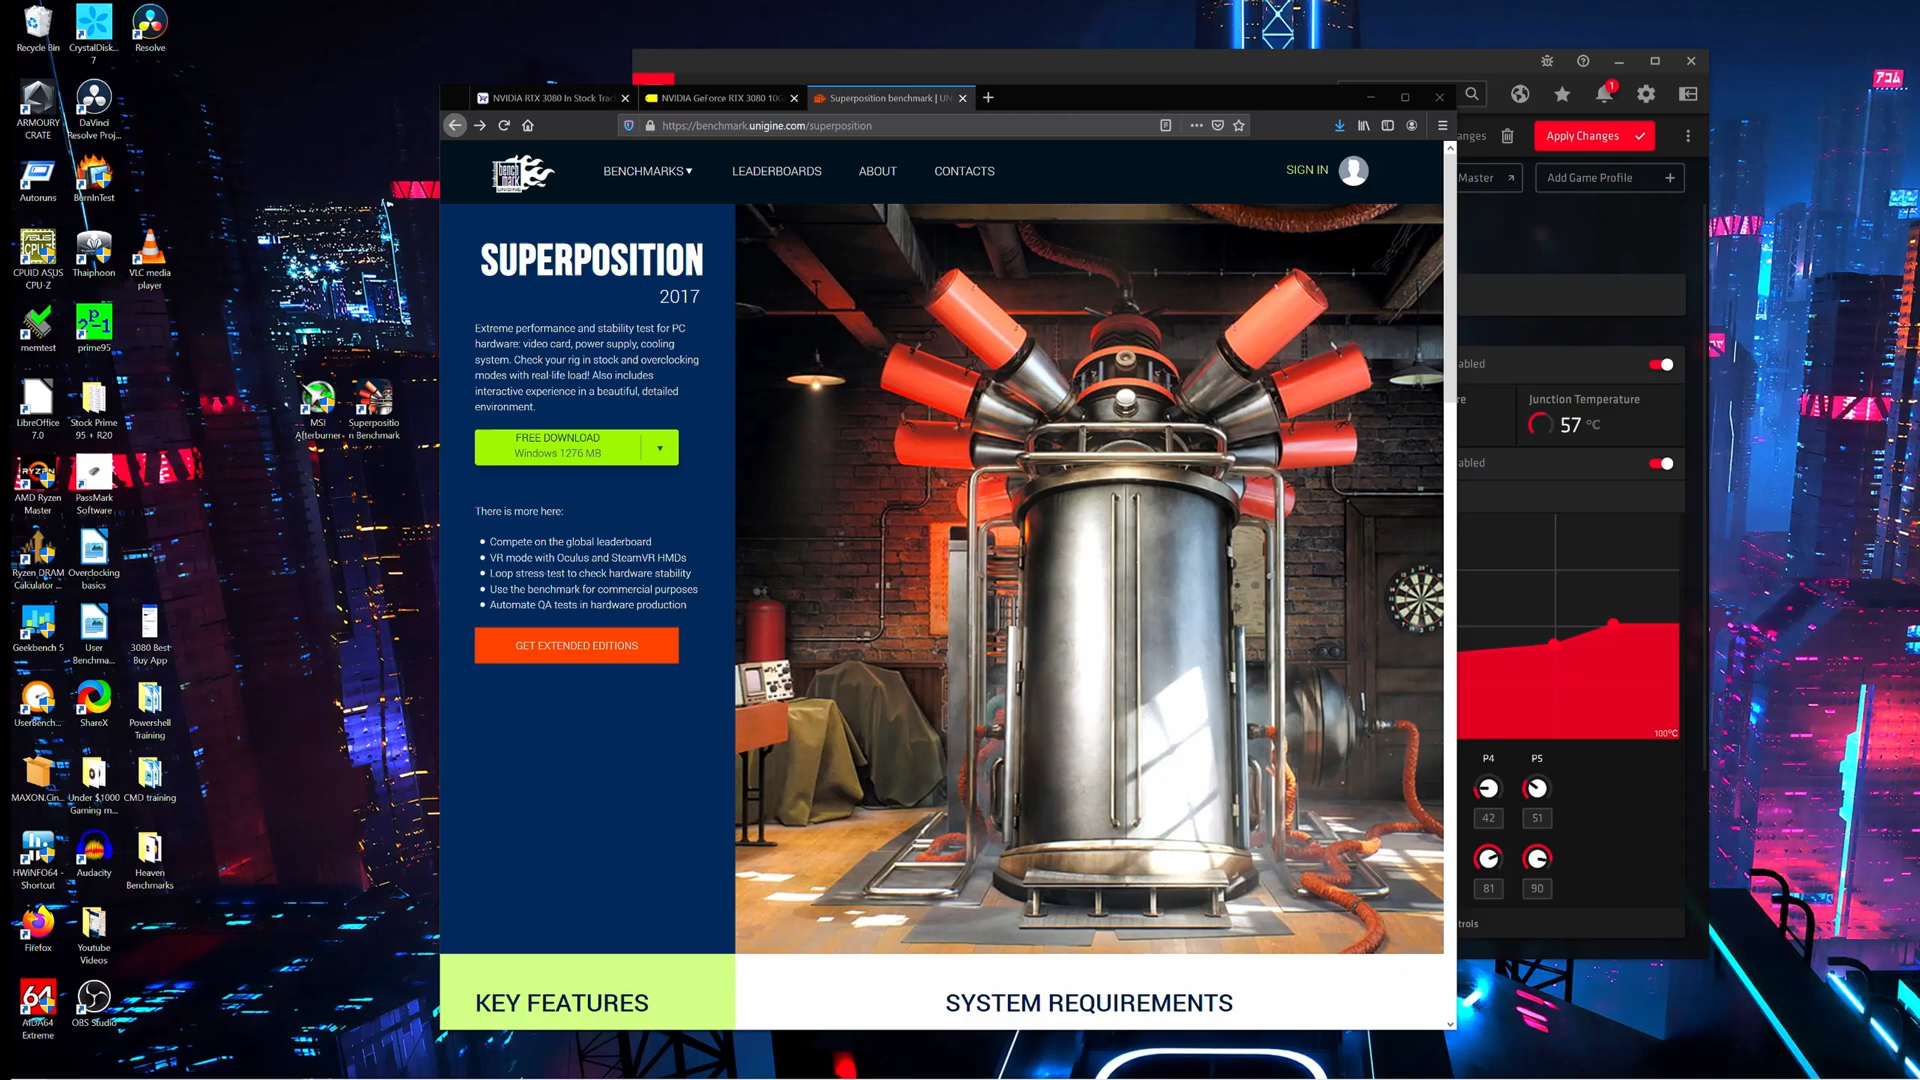 Recycle Bin
CrystalDisk...
7
Resolve
ARMOURY
CRATE
DaVinci
Resolve Proj...
Autoruns
BurnInTest
CPUID ASUS
CPU-Z
Thaiphoon
VLC media
player
memtest
prime95
LibreOffice
7.0
Stock Prime
95 + R20
MSI
Afterburner
Superpositio
n Benchmark
AMD Ryzen
Master
PassMark
Software
Ryzen DRAM
Calculator ...
Overclocking
basics
Geekbench 5
User
Benchma...
3080 Best
Buy App
UserBench...
ShareX
Powershell
Training
MAXON.Cin...
Under $1000
Gaming m...
CMD training
HWiNFO64 -
Shortcut
Audacity
Heaven
Benchmarks
Firefox
Youtube
Videos
64
AIDA64
Extreme
OBS Studio
NVIDIA RTX 3080 In Stock Trac
NVIDIA GeForce RTX 3080 10G
Superposition benchmark | UN
https://benchmark.unigine.com/superposition
BENCHMARKS
LEADERBOARDS
ABOUT
CONTACTS
SIGN IN
SUPERPOSITION
2017
Extreme performance and stability test for PC
hardware: video card, power supply, cooling
system. Check your rig in stock and overclocking
modes with real-life load! Also includes
interactive experience in a beautiful, detailed
environment.
FREE DOWNLOAD
Windows 1276 MB
There is more here:
Compete on the global leaderboard
VR mode with Oculus and SteamVR HMDs
Loop stress-test to check hardware stability
Use the benchmark for commercial purposes
Automate QA tests in hardware production
GET EXTENDED EDITIONS
KEY FEATURES
SYSTEM REQUIREMENTS
1
anges
Apply Changes
Master
Add Game Profile
abled
re
Junction Temperature
57 °C
abled
100°C
P4
P5
42
51
81
90
trols
アコム